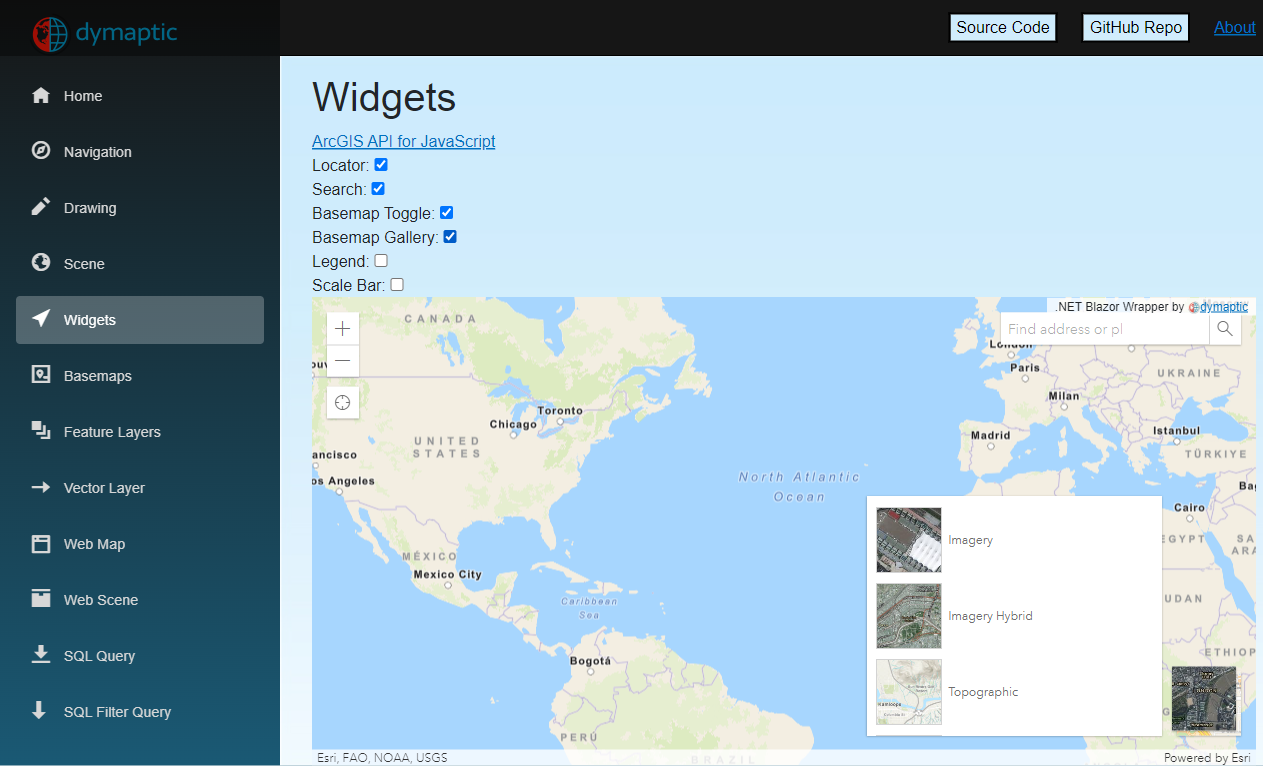 dymaptic
Source Code
GitHub Repo
About
Home
Navigation
Drawing
Scene
Widgets
Basemaps
Feature Layers
Vector Layer
Web Map
Web Scene
SQL Query
SQL Filter Query
Widgets
ArcGIS API for JavaScript
Locator:
Search:
Basemap Toggle:
Basemap Gallery:
Legend:
Scale Bar:
.NET Blazor Wrapper by dymaptic
Find address or pl
CANADA
London
Paris
UKRAINE
Milan
Toronto
Chicago
UNITED
STATES
Madrid
Istanbul
TÜRKIYE
ancisco
os Angeles
North Atlantic
Ocean
Cairo
EGYPT
MÉXICO
Mexico City
Caribbean
Sea
UDAN
ETHIOP
Bogotá
PERÚ
BRAZIL
Imagery
Imagery Hybrid
Topographic
Esri, FAO, NOAA, USGS
Powered by Esri